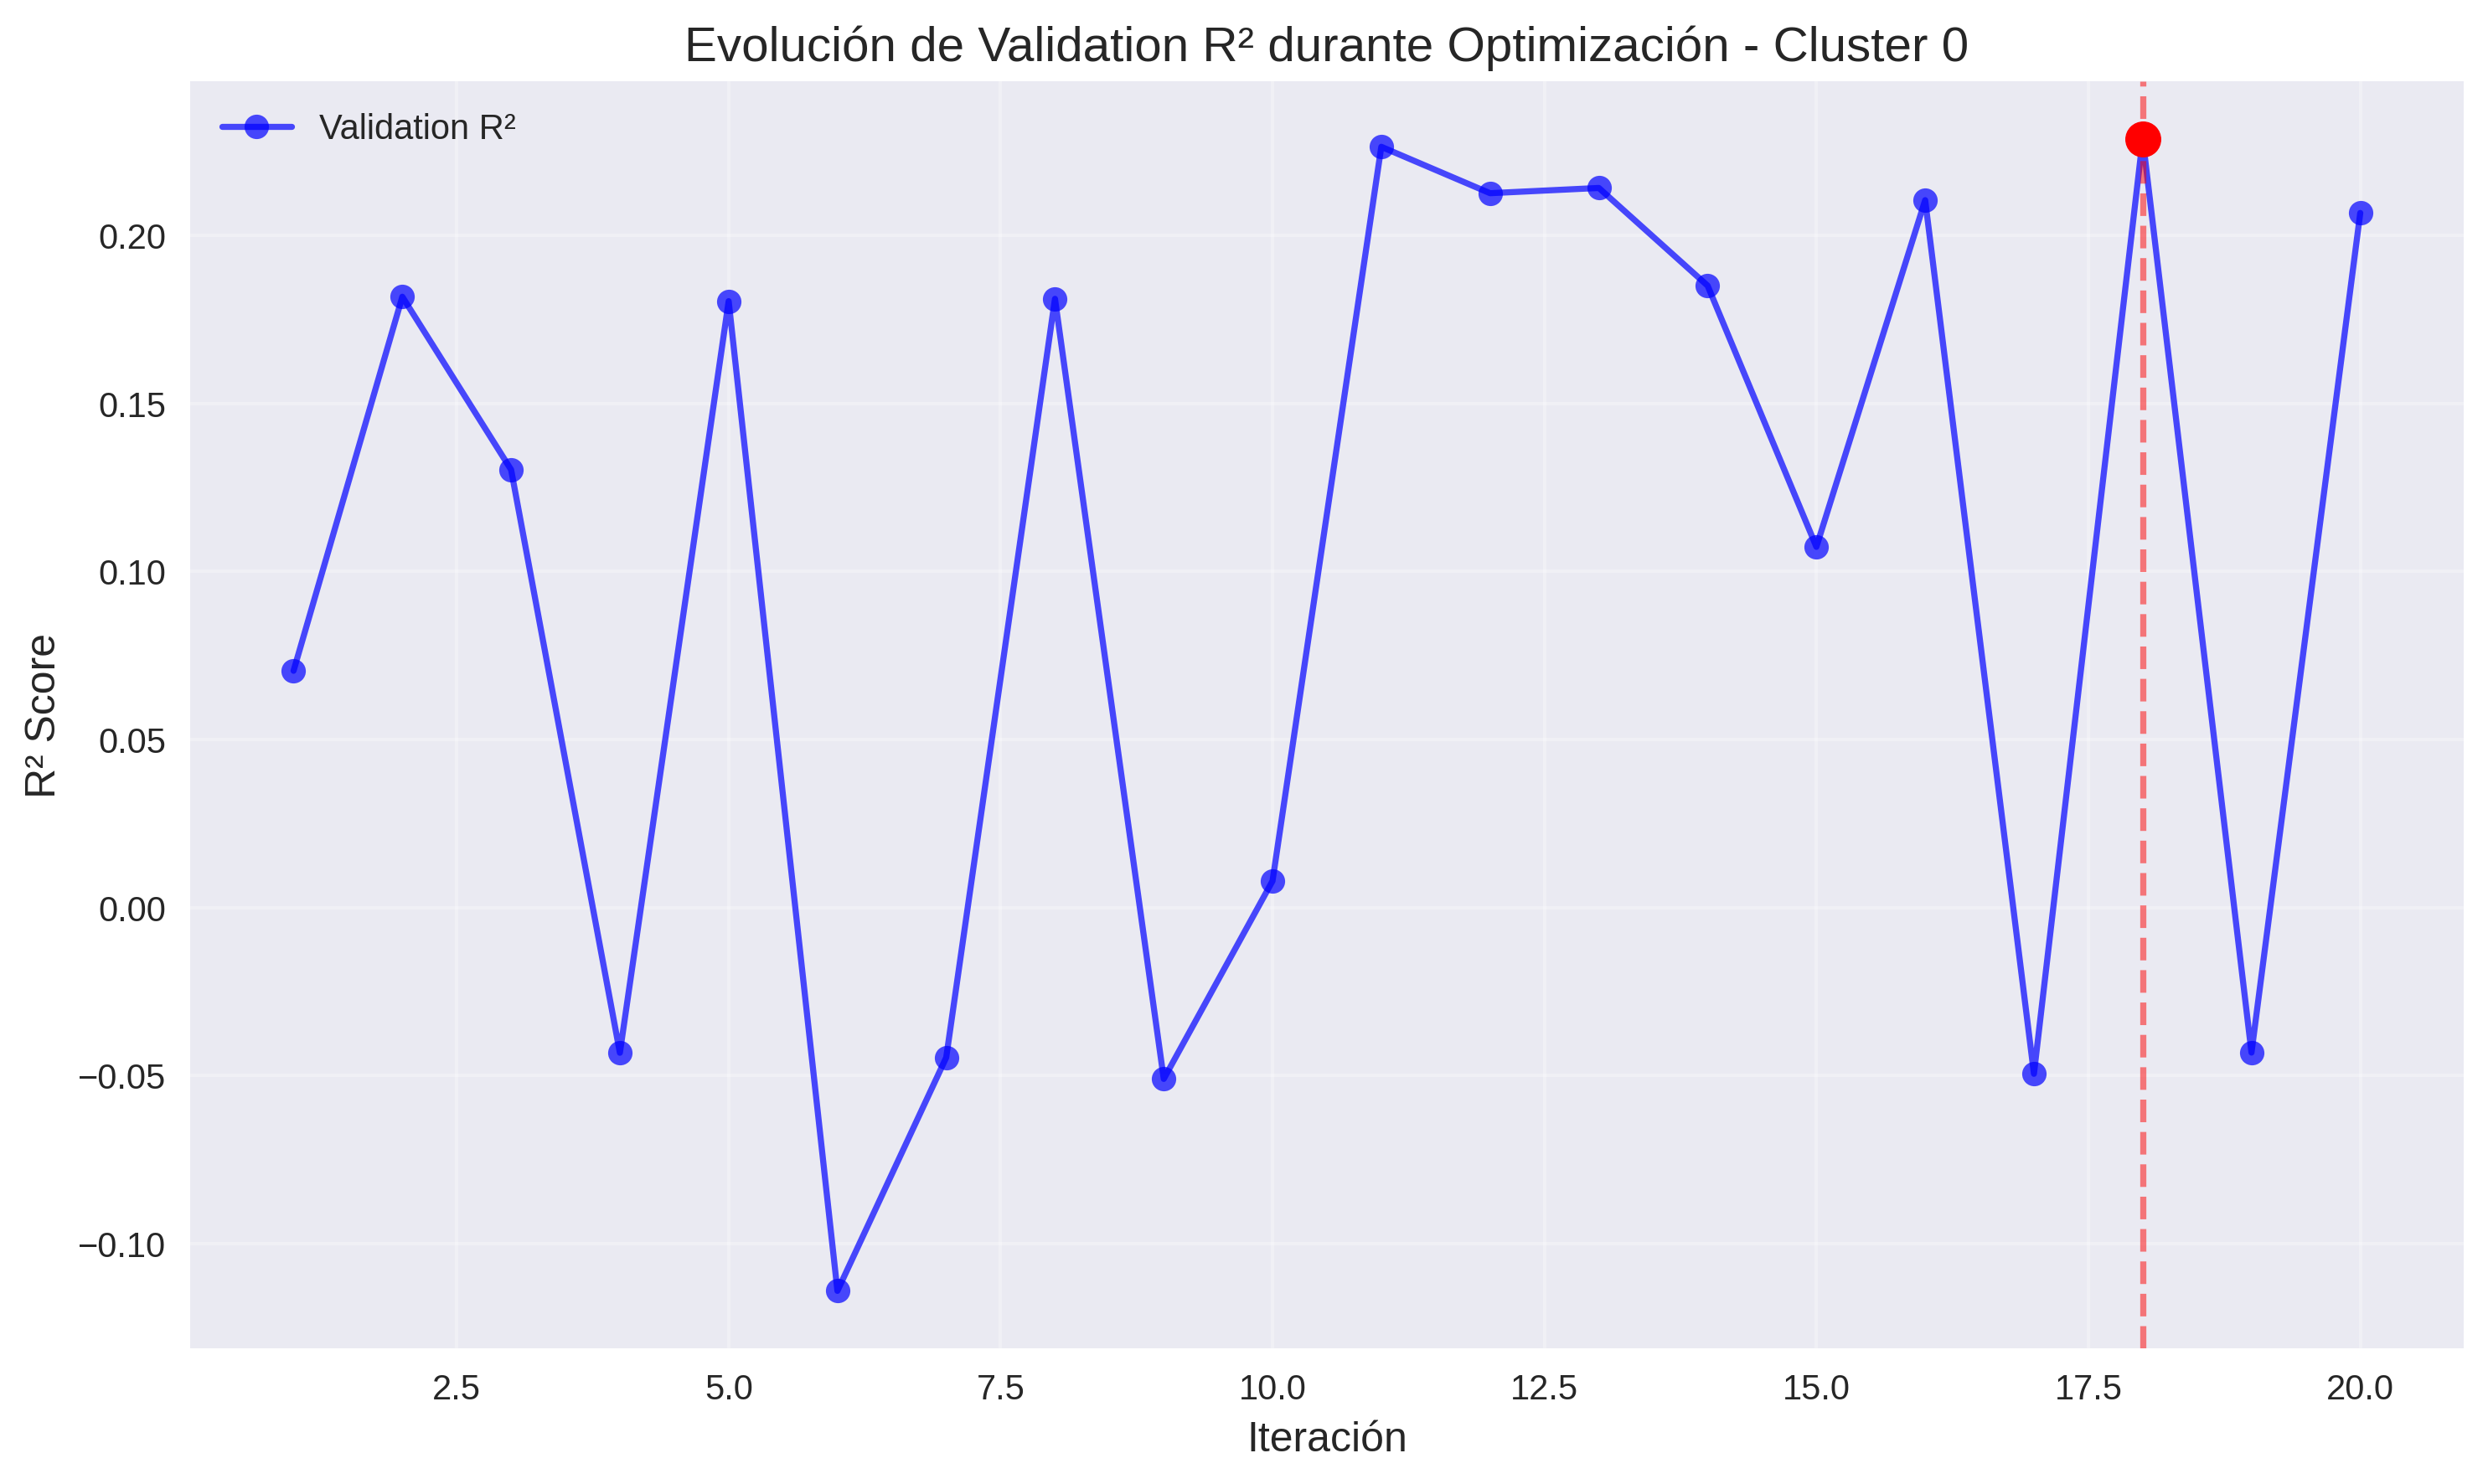 Evolución de Validation R² durante Optimización - Cluster 0
Validation R²
R² Score
0.20
0.15
0.10
0.05
0.00
−0.05
−0.10
2.5 5.0 7.5 10.0 12.5 15.0 17.5 20.0
Iteración